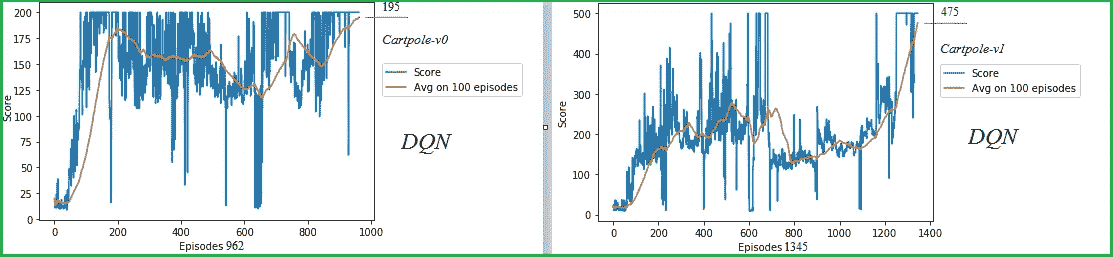 200
175
150
125
100
75
50
25
0
Score
0 200 400 600 800 1000
Episodes 962
195
Cartpole-v0
Score
Avg on 100 episodes
DQN
500
400
300
200
100
0
Score
0 200 400 600 800 1000 1200 1400
Episodes 1345
475
Cartpole-v1
Score
Avg on 100 episodes
DQN